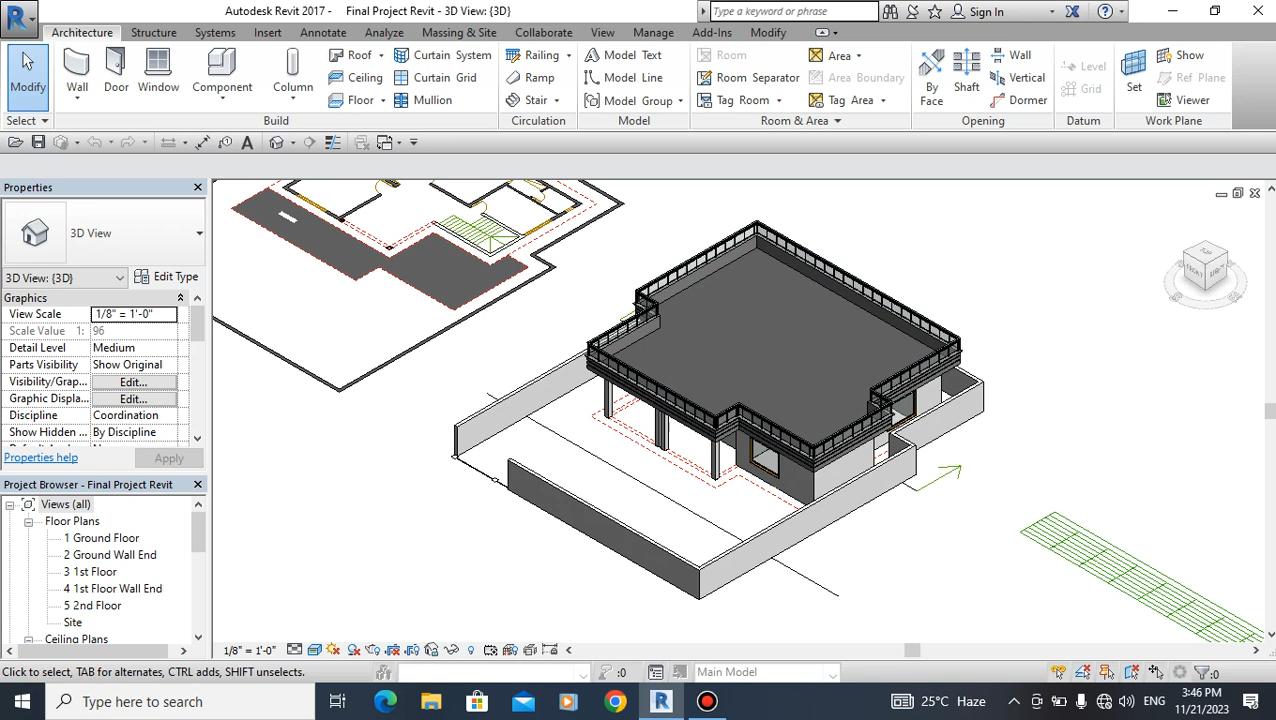 Autodesk Revit 2017 - Final Project Revit - 3D View: {3D}
Type a keyword or phrase
Sign In
Architecture Structure Systems Insert Annotate Analyze Massing & Site Collaborate View Manage Add-Ins Modify
Modify
Wall
Door
Window
Component
Column
Roof
Ceiling
Floor
Curtain System
Curtain Grid
Mullion
Railing
Ramp
Stair
Model Text
Model Line
Model Group
Room
Room Separator
Tag Room
Area
Area Boundary
Tag Area
By
Face
Shaft
Wall
Vertical
Dormer
Level
Grid
Set
Show
Ref Plane
Viewer
Select Build Circulation Model Room & Area Opening Datum Work Plane
Properties
3D View
3D View: {3D} Edit Type
Graphics
View Scale 1/8" = 1'-0"
Scale Value 1: 96
Detail Level Medium
Parts Visibility Show Original
Visibility/Grap... Edit...
Graphic Displa... Edit...
Discipline Coordination
Show Hidden ... By Discipline
Properties help Apply
Project Browser - Final Project Revit
Views (all)
Floor Plans
1 Ground Floor
2 Ground Wall End
3 1st Floor
4 1st Floor Wall End
5 2nd Floor
Site
Ceiling Plans
1/8" = 1'-0"
Click to select, TAB for alternates, CTRL adds, SHIFT unselects.
:0
Main Model
:0
Type here to search
25°C Haze
ENG
3:46 PM
11/21/2023